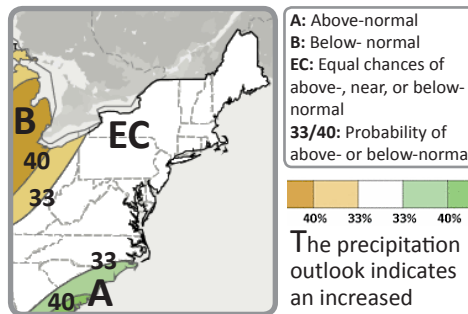 B
EC
40
33
33
40
A
A: Above-normal
B: Below- normal
EC: Equal chances of
above-, near, or below-
normal
33/40: Probability of
above- or below-norma
40% 33% 33% 40%
The precipitation
outlook indicates
an increased